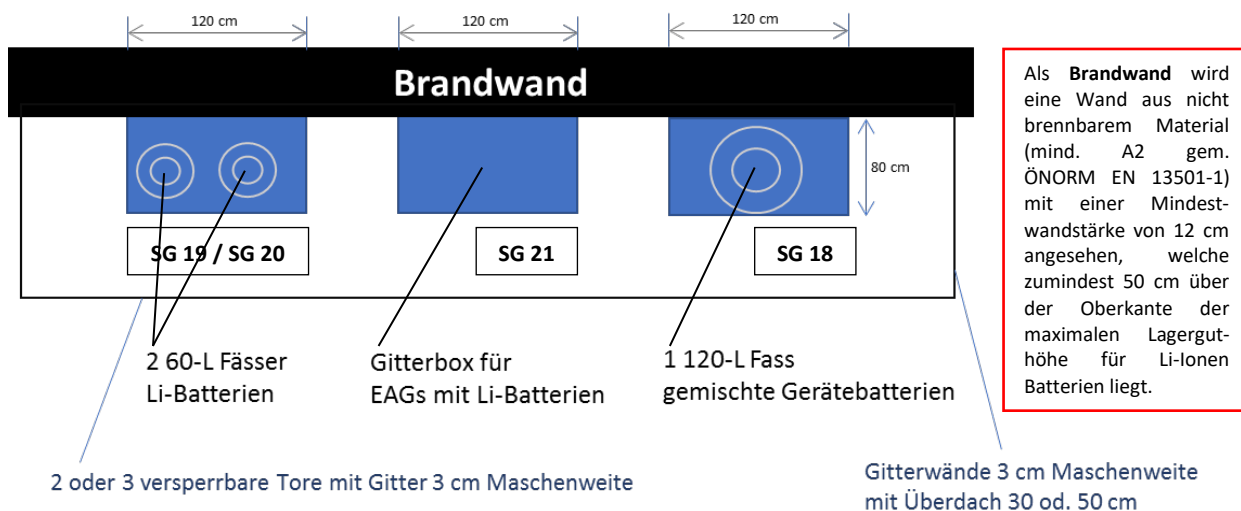 120 cm
120 cm
120 cm
Brandwand
80 cm
SG 19 / SG 20
SG 21
SG 18
2 60-L Fässer
Li-Batterien
Gitterbox für
EAGs mit Li-Batterien
1 120-L Fass
gemischte Gerätebatterien
2 oder 3 versperrbare Tore mit Gitter 3 cm Maschenweite
Gitterwände 3 cm Maschenweite
mit Überdach 30 od. 50 cm
Als Brandwand wird
eine Wand aus nicht
brennbarem Material
(mind. A2 gem.
ÖNORM EN 13501-1)
mit einer Mindest-
wandstärke von 12 cm
angesehen, welche
zumindest 50 cm über
der Oberkante der
maximalen Lagergut-
höhe für Li-Ionen
Batterien liegt.